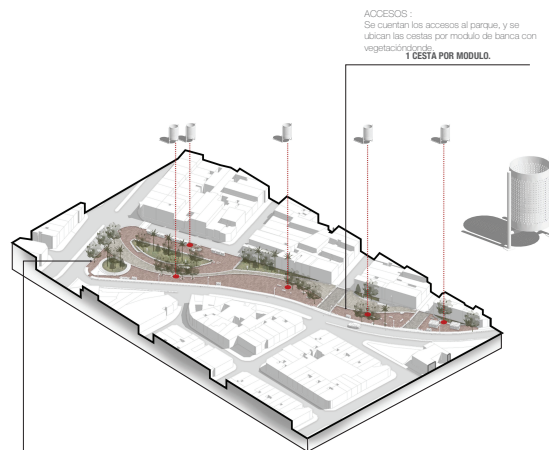 ACCESOS :
Se cuentan los accesos al parque, y se
ubican las cestas por modulo de banca con
vegetacióndonde.
1 CESTA POR MODULO.